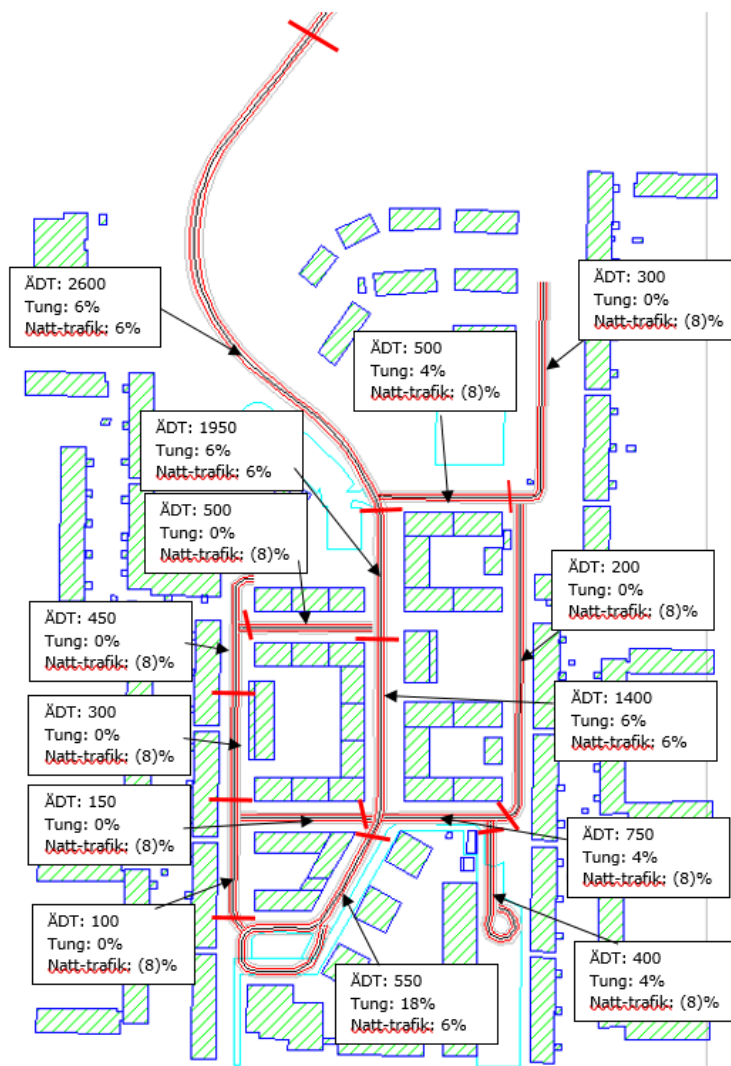 ÄDT: 2600
Tung: 6%
Natt-trafik: 6%
ÄDT: 300
Tung: 0%
Natt-trafik: (8)%
ÄDT: 500
Tung: 4%
Natt-trafik: (8)%
ÄDT: 1950
Tung: 6%
Natt-trafik: 6%
ÄDT: 500
Tung: 0%
Natt-trafik: (8)%
ÄDT: 200
Tung: 0%
Natt-trafik: (8)%
ÄDT: 450
Tung: 0%
Natt-trafik: (8)%
ÄDT: 300
Tung: 0%
Natt-trafik: (8)%
ÄDT: 1400
Tung: 6%
Natt-trafik: 6%
ÄDT: 150
Tung: 0%
Natt-trafik: (8)%
ÄDT: 750
Tung: 4%
Natt-trafik: (8)%
ÄDT: 100
Tung: 0%
Natt-trafik: (8)%
ÄDT: 550
Tung: 18%
Natt-trafik: 6%
ÄDT: 400
Tung: 4%
Natt-trafik: (8)%